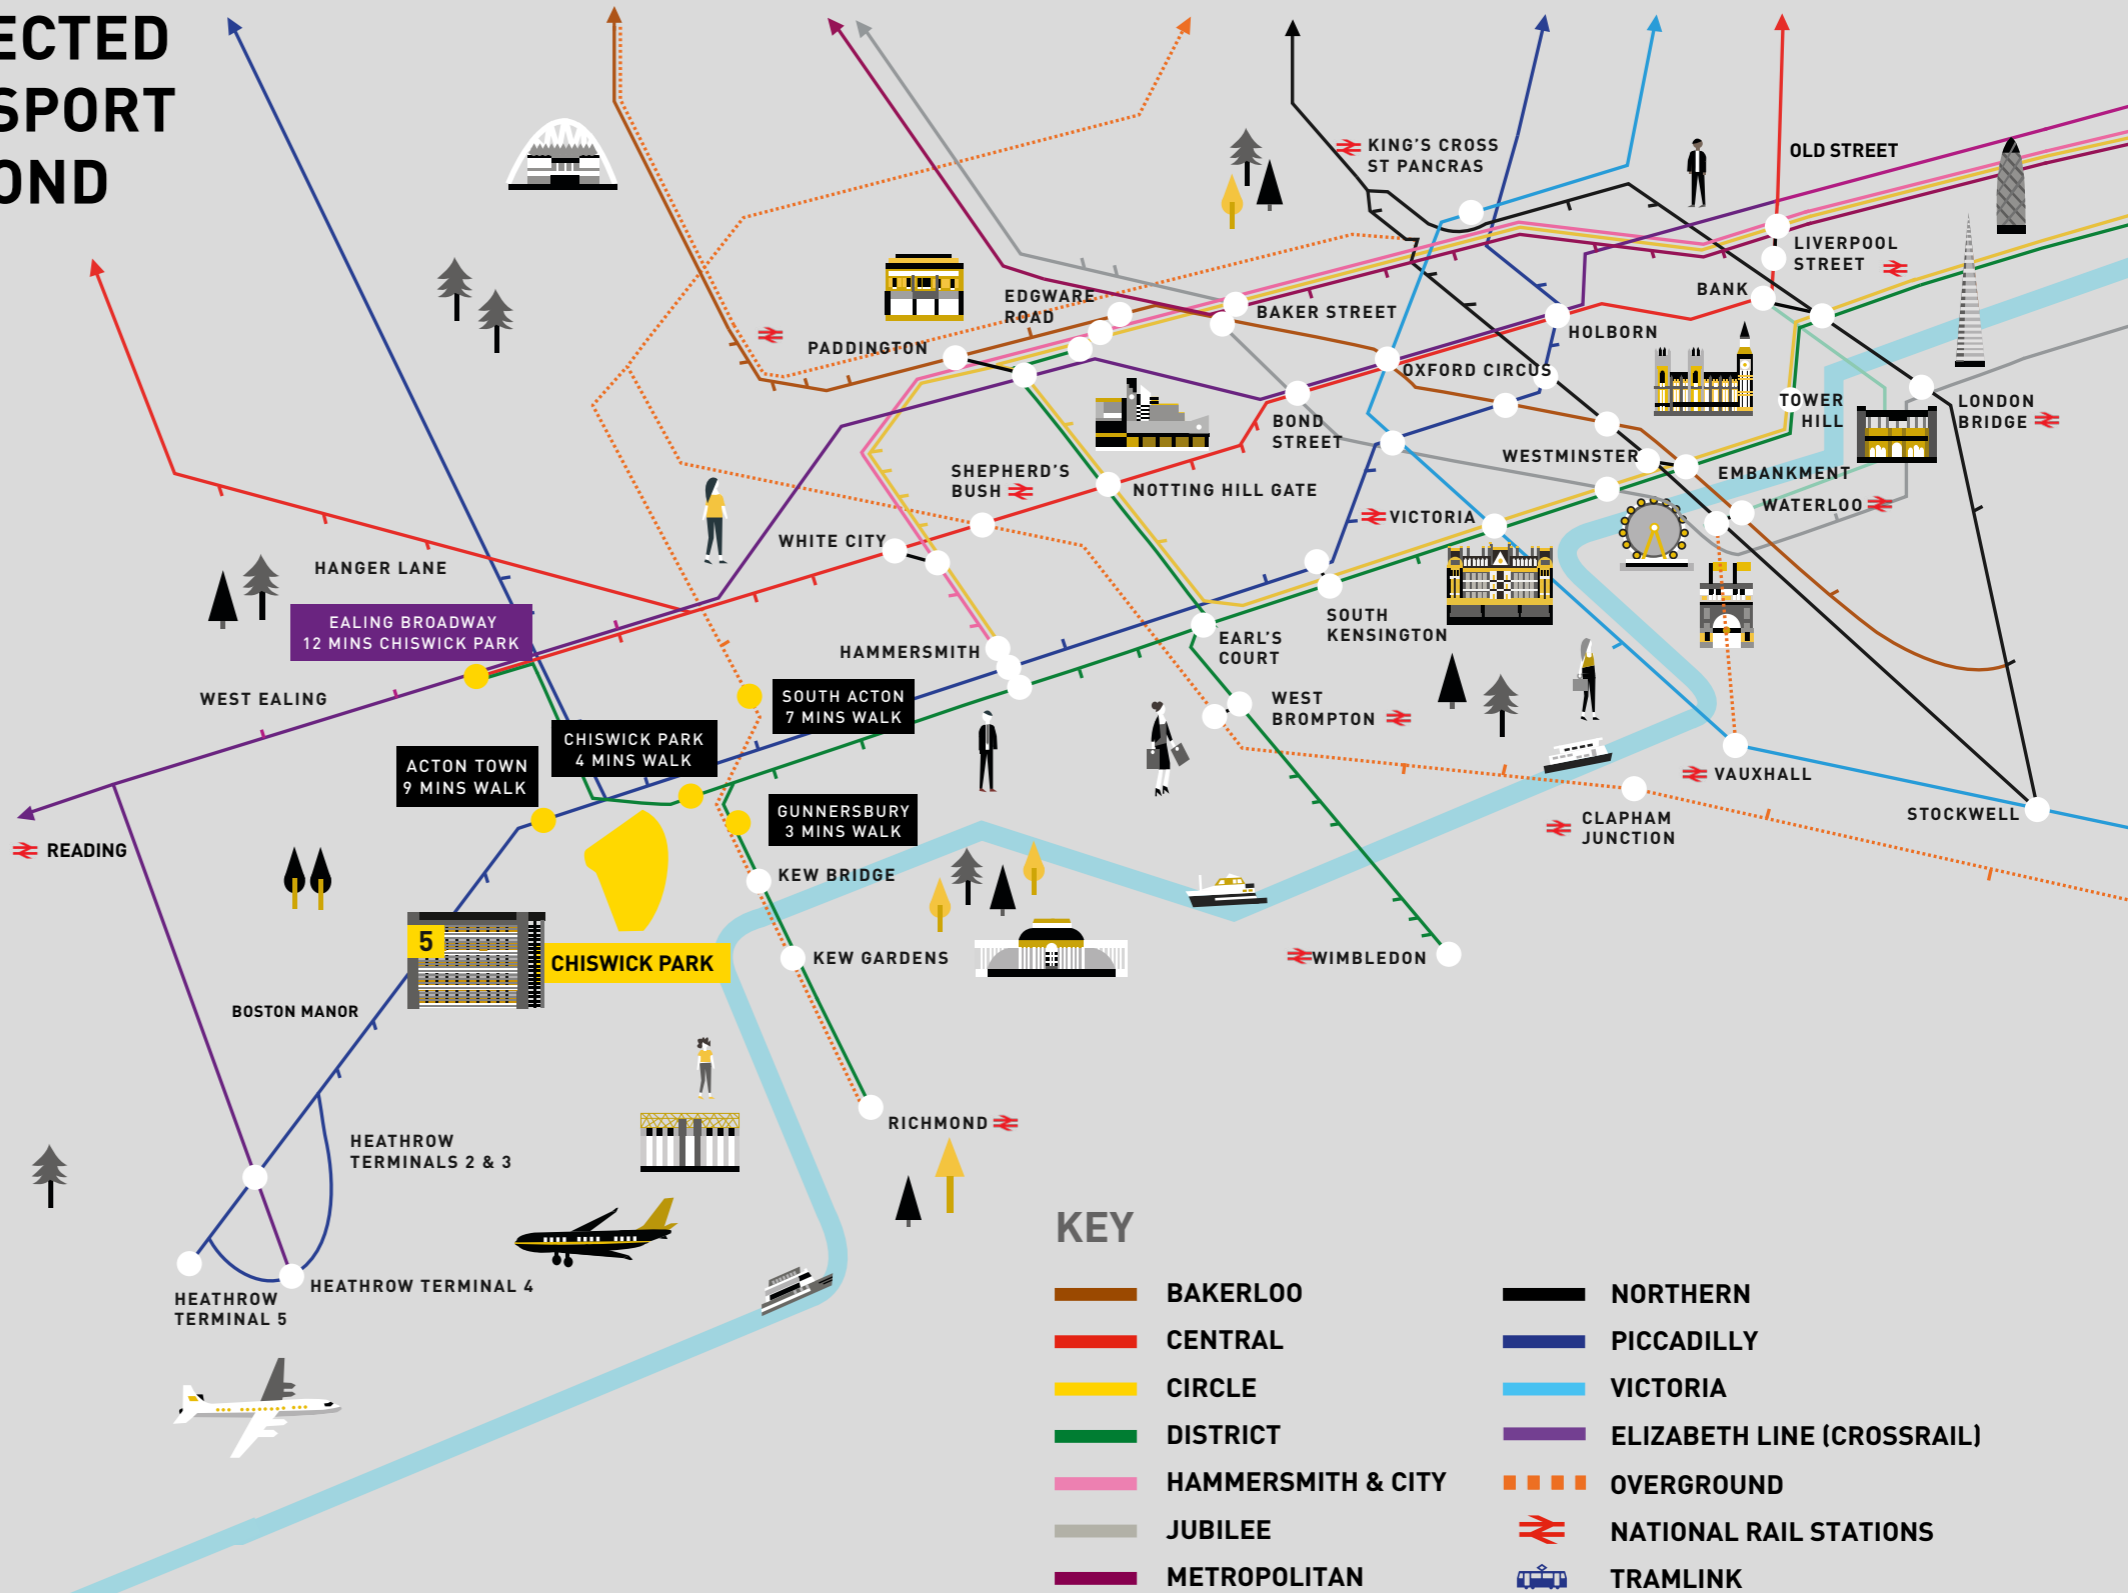 ECTED
SPORT
OND
KING'S CROSS
ST PANCRAS
OLD STREET
LIVERPOOL
STREET
EDGWARE
ROAD
BANK
BAKER STREET
HOLBORN
PADDINGTON
OXFORD CIRCUS
TOWER
HILL
LONDON
BRIDGE
BOND
STREET
WESTMINSTER
EMBANKMENT
SHEPHERD'S
BUSH
NOTTING HILL GATE
WATERLOO
VICTORIA
WHITE CITY
HANGER LANE
EALING BROADWAY
12 MINS CHISWICK PARK
SOUTH
KENSINGTON
HAMMERSMITH
EARL'S
COURT
WEST EALING
SOUTH ACTON
7 MINS WALK
WEST
BROMPTON
CHISWICK PARK
4 MINS WALK
ACTON TOWN
9 MINS WALK
VAUXHALL
GUNNERSBURY
3 MINS WALK
CLAPHAM
JUNCTION
STOCKWELL
READING
KEW BRIDGE
5
CHISWICK PARK
KEW GARDENS
WIMBLEDON
BOSTON MANOR
RICHMOND
HEATHROW
TERMINALS 2 & 3
HEATHROW TERMINAL 4
HEATHROW
TERMINAL 5
KEY
BAKERLOO
CENTRAL
CIRCLE
DISTRICT
HAMMERSMITH & CITY
JUBILEE
METROPOLITAN
NORTHERN
PICCADILLY
VICTORIA
ELIZABETH LINE (CROSSRAIL)
OVERGROUND
NATIONAL RAIL STATIONS
TRAMLINK